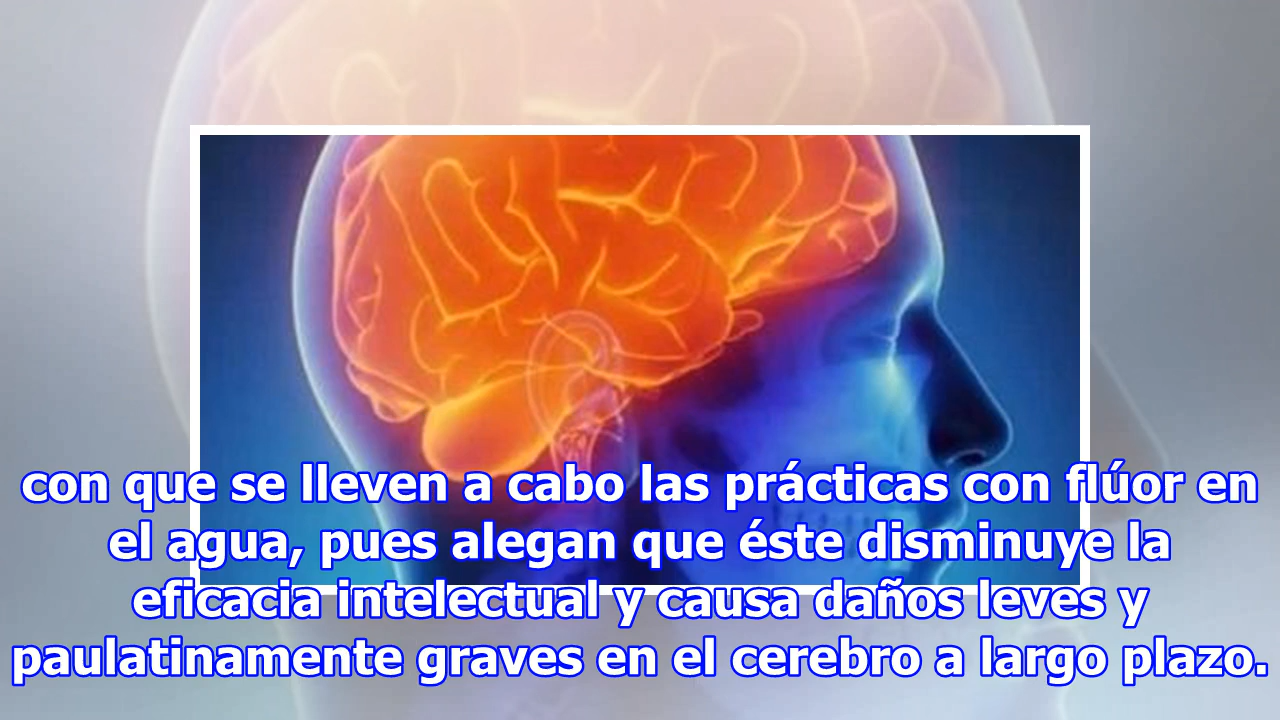 con que se lleven a cabo las prácticas con flúor en
el agua, pues alegan que éste disminuye la
eficacia intelectual y causa daños leves y
paulatinamente graves en el cerebro a largo plazo.